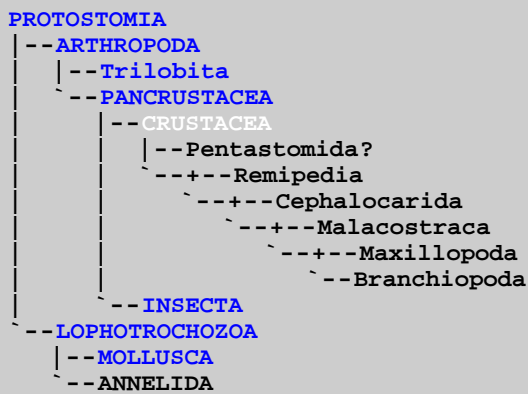 PROTOSTOMIA
|--ARTHROPODA
|  |--Trilobita
|  `--PANCRUSTACEA
|     |--CRUSTACEA
|     |  |--Pentastomida?
|     |  `--+--Remipedia
|     |     `--+--Cephalocarida
|     |        `--+--Malacostraca
|     |           `--+--Maxillopoda
|     |              `--Branchiopoda
|     `--INSECTA
`--LOPHOTROCHOZOA
   |--MOLLUSCA
   `--ANNELIDA